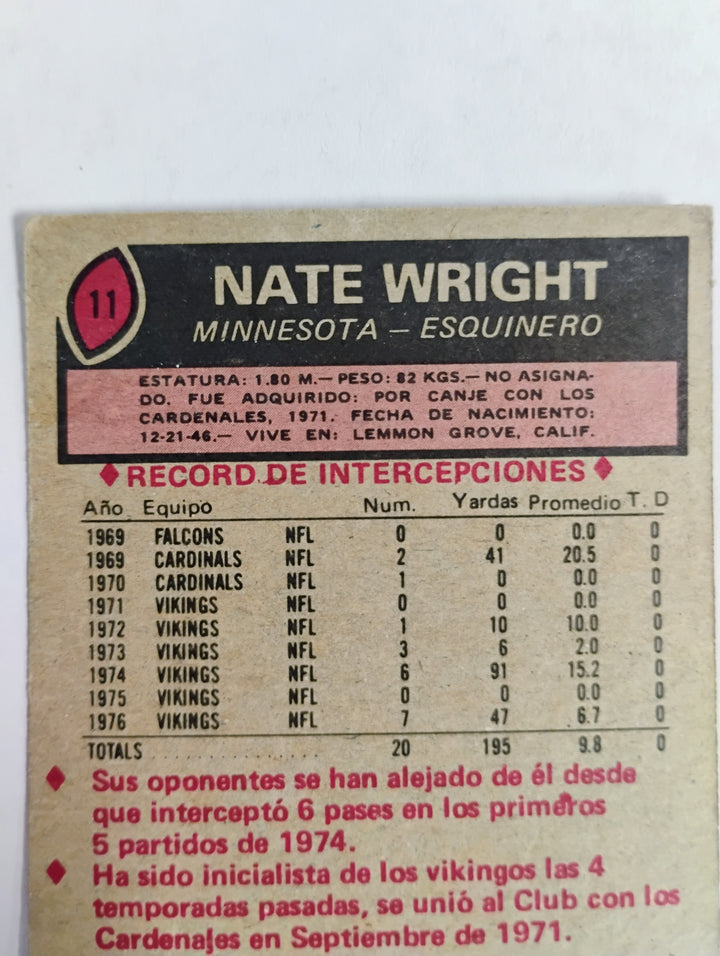 11
NATE WRIGHT
MINNESOTA – ESQUINERO
ESTATURA: 1.80 M.— PESO: 82 KGS.— NO ASIGNA-
DO. FUE ADQUIRIDO: POR CANJE CON LOS
CARDENALES, 1971. FECHA DE NACIMIENTO:
12-21-46.— VIVE EN: LEMMON GROVE, CALIF.
RECORD DE INTERCEPCIONES
Año Equipo Num. Yardas Promedio T. D
1969 FALCONS NFL 0 0 0.0 0
1969 CARDINALS NFL 2 41 20.5 0
1970 CARDINALS NFL 1 0 0.0 0
1971 VIKINGS NFL 0 0 0.0 0
1972 VIKINGS NFL 1 10 10.0 0
1973 VIKINGS NFL 3 6 2.0 0
1974 VIKINGS NFL 6 91 15.2 0
1975 VIKINGS NFL 0 0 0.0 0
1976 VIKINGS NFL 7 47 6.7 0
TOTALS .................. 20 195 9.8 0
Sus oponentes se han alejado de él desde
que interceptó 6 pases en los primeros
5 partidos de 1974.
Ha sido inicialista de los vikingos las 4
temporadas pasadas, se unió al Club con los
Cardenales en Septiembre de 1971.